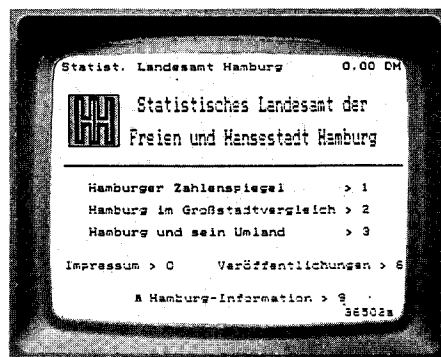 Statist. Landesamt Hamburg 0,00 DM
Statistisches Landesamt der
Freien und Hansestadt Hamburg
Hamburger Zahlenspiegel > 1
Hamburg im Großstadtvergleich > 2
Hamburg und sein Umland > 3
Impressum > 0 Veröffentlichungen > 6
Hamburg-Information > 9
36502a